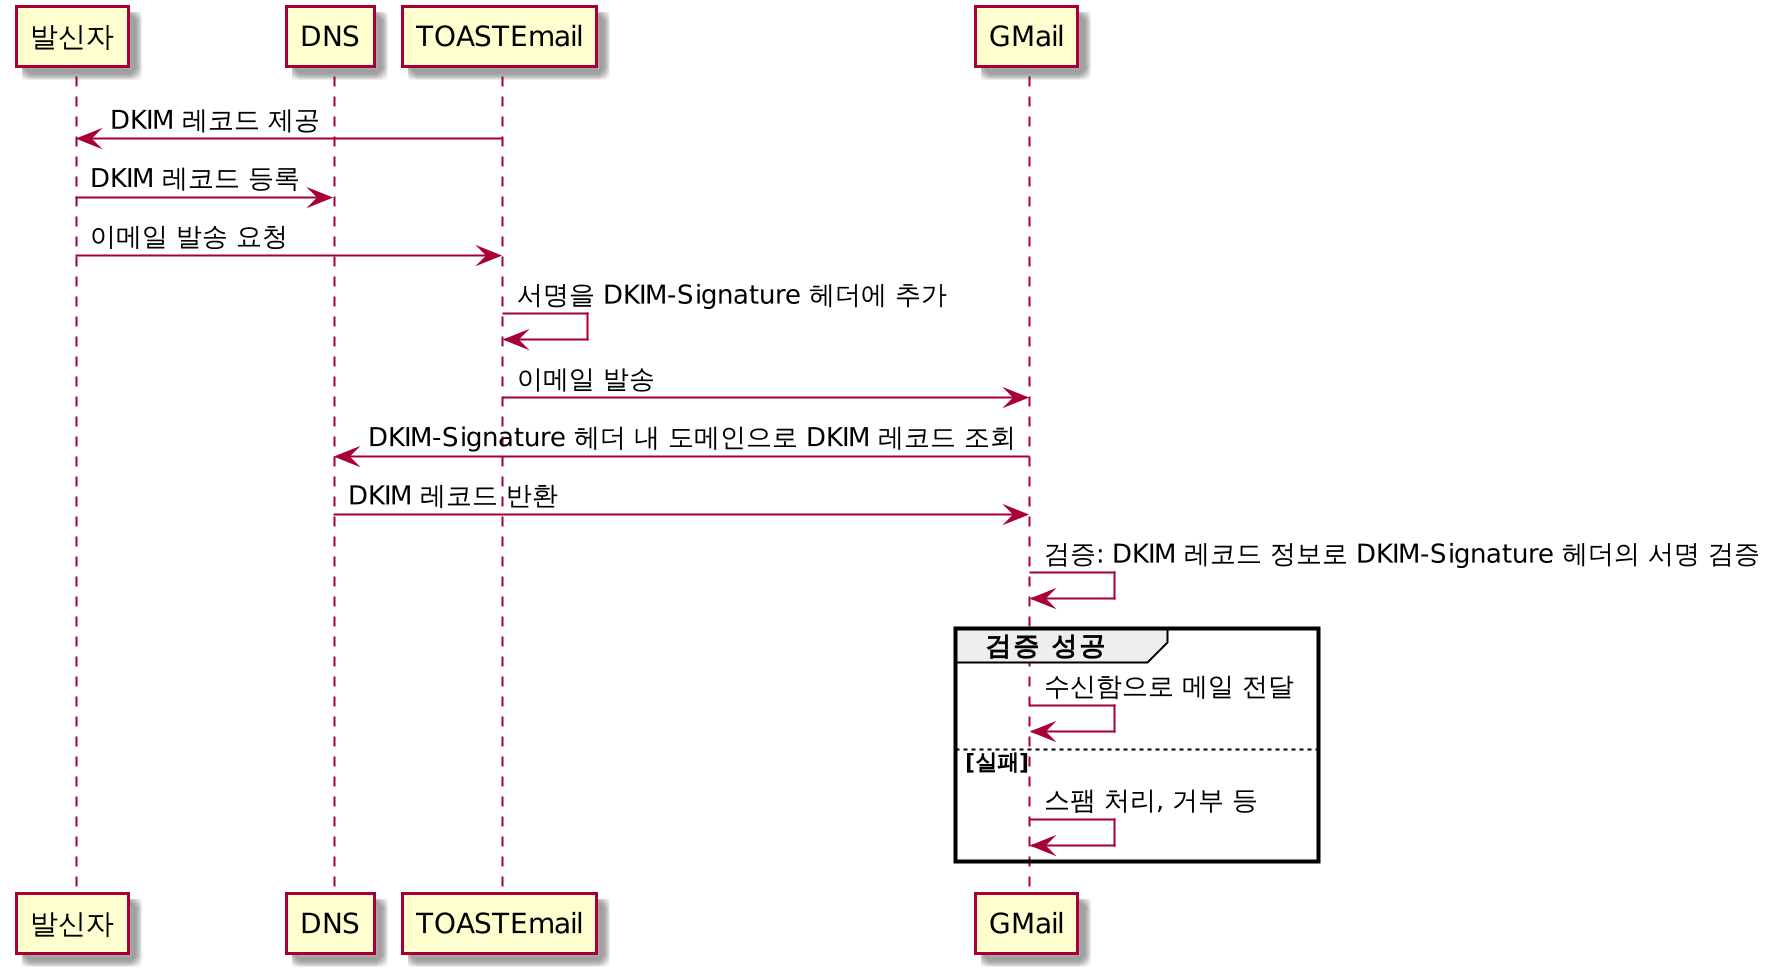 발신자
DNS
TOASTEmail
GMail
DKIM 레코드 제공
DKIM 레코드 등록
이메일 발송 요청
서명을 DKIM-Signature 헤더에 추가
이메일 발송
DKIM-Signature 헤더 내 도메인으로 DKIM 레코드 조회
DKIM 레코드 반환
검증: DKIM 레코드 정보로 DKIM-Signature 헤더의 서명 검증
검증 성공
수신함으로 메일 전달
[실패]
스팸 처리, 거부 등
발신자
DNS
TOASTEmail
GMail